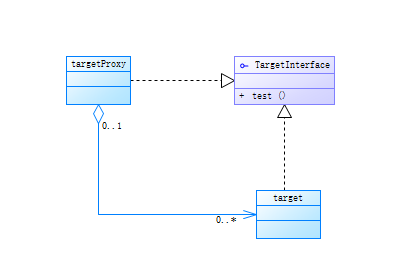 targetProxy
TargetInterface
+ test ()
0..1
target
0..*